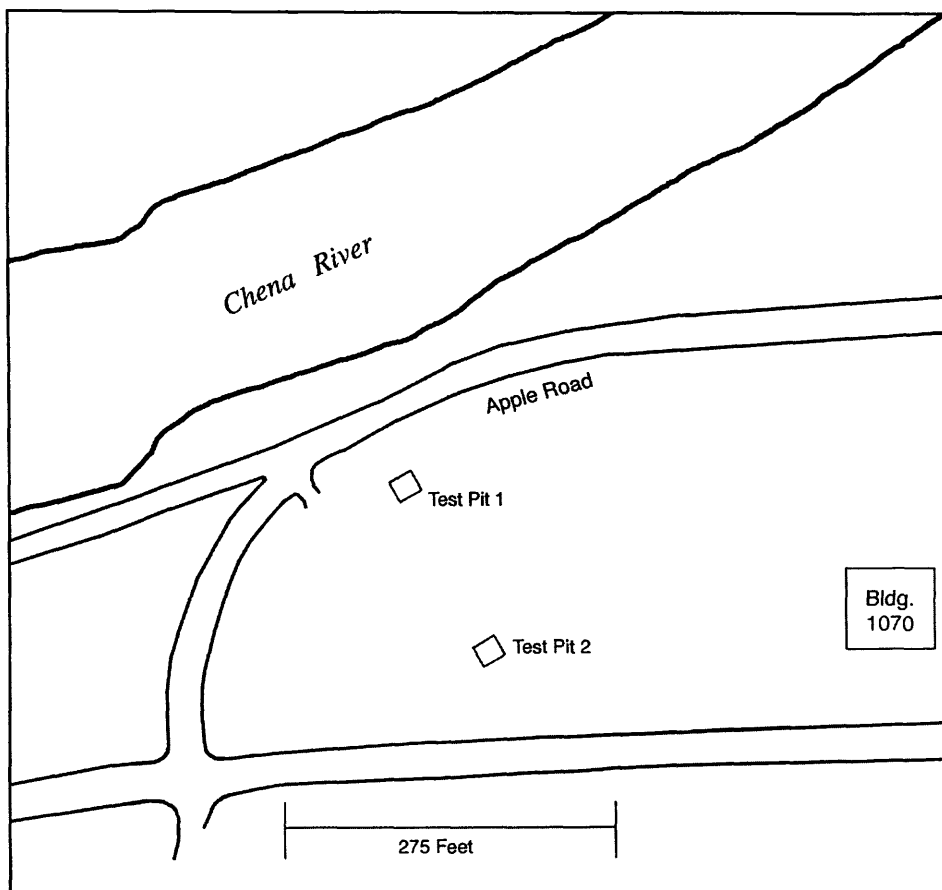 Chena River
Apple Road
Test Pit 1
Bldg.
1070
Test Pit 2
275 Feet